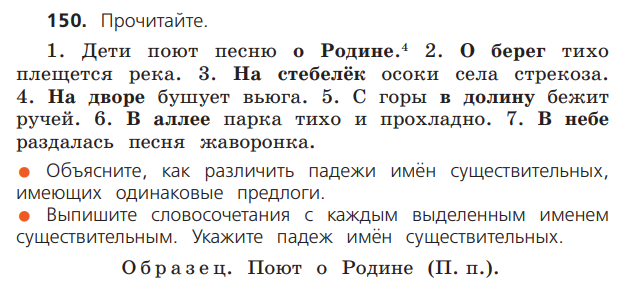 150. Прочитайте.
1. Дети поют песню о Родине.⁴ 2. О берег тихо
плещется река. 3. На стебелёк осоки села стрекоза.
4. На дворе бушует вьюга. 5. С горы в долину бежит
ручей. 6. В аллее парка тихо и прохладно. 7. В небе
раздалась песня жаворонка.
● Объясните, как различить падежи имён существительных,
имеющих одинаковые предлоги.
● Выпишите словосочетания с каждым выделенным именем
существительным. Укажите падеж имён существительных.
Образец. Поют о Родине (П. п.).